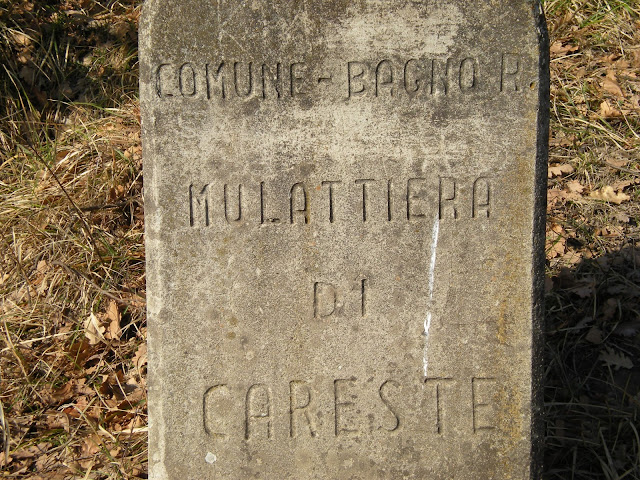 COMUNE-BAGNO R.
MULATTIERA
DI
CARESTE